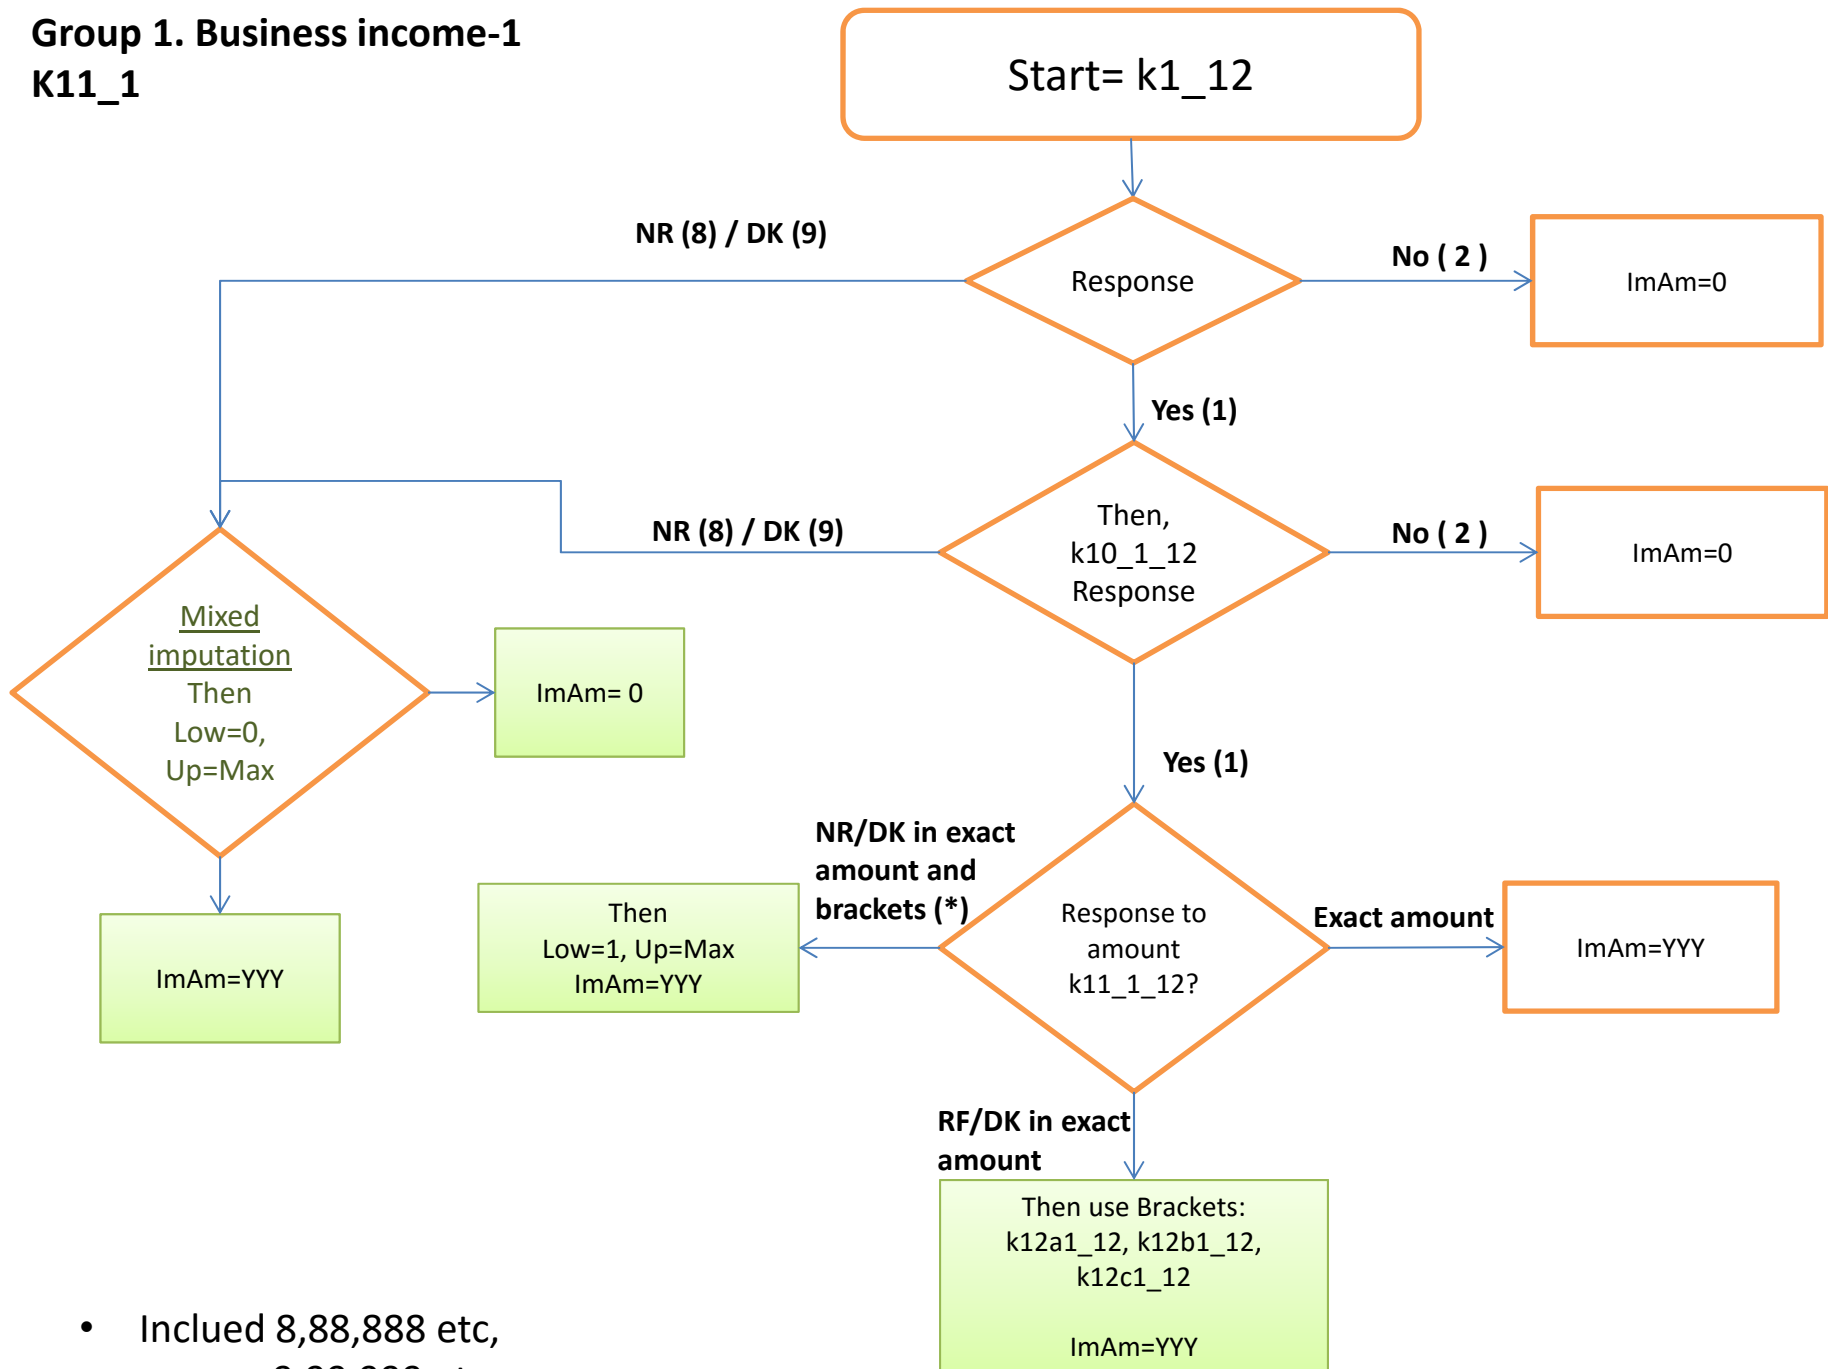 Group 1. Business income-1
K11_1
Start= k1_12
NR (8) / DK (9)
Response
No ( 2 )
ImAm=0
Yes (1)
NR (8) / DK (9)
Then,
k10_1_12
Response
No ( 2 )
ImAm=0
Mixed
imputation
Then
Low=0,
Up=Max
ImAm= 0
Yes (1)
NR/DK in exact
amount and
brackets (*)
Then
Low=1, Up=Max
ImAm=YYY
Response to
amount
k11_1_12?
Exact amount
ImAm=YYY
ImAm=YYY
RF/DK in exact
amount
Then use Brackets:
k12a1_12, k12b1_12,
k12c1_12
ImAm=YYY
• Inclued 8,88,888 etc,